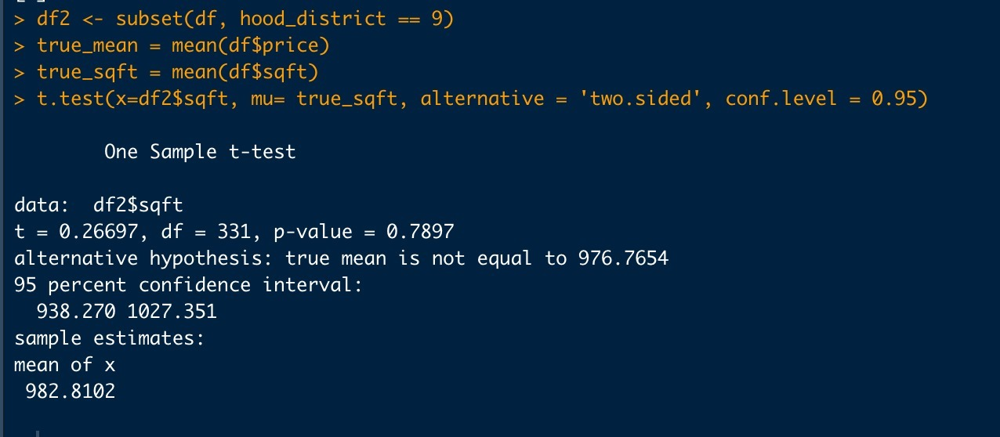 > df2 <- subset(df, hood_district == 9)
> true_mean = mean(df$price)
> true_sqft = mean(df$sqft)
> t.test(x=df2$sqft, mu= true_sqft, alternative = 'two.sided', conf.level = 0.95)
One Sample t-test
data:  df2$sqft
t = 0.26697, df = 331, p-value = 0.7897
alternative hypothesis: true mean is not equal to 976.7654
95 percent confidence interval:
938.270 1027.351
sample estimates:
mean of x
982.8102